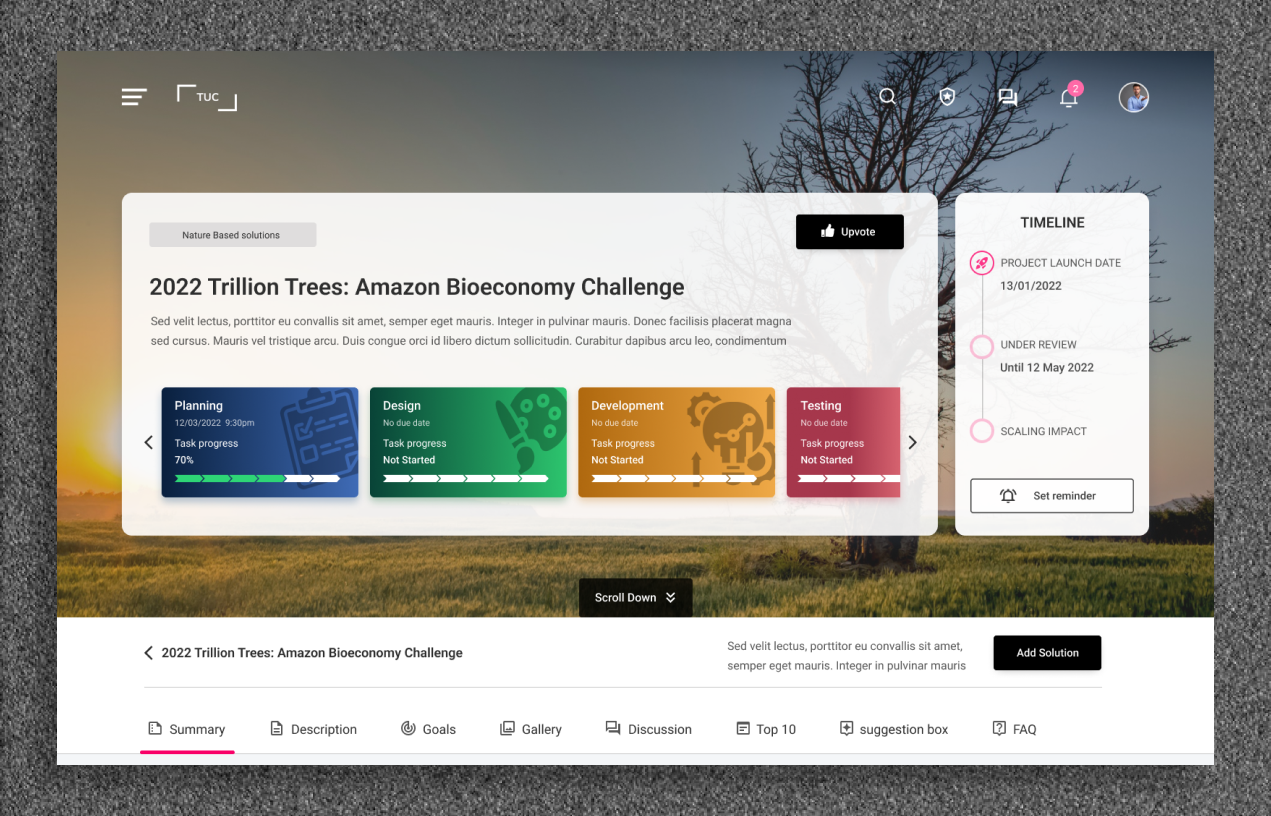 TUC
2
Nature Based solutions
Upvote
2022 Trillion Trees: Amazon Bioeconomy Challenge
Sed velit lectus, porttitor eu convallis sit amet, semper eget mauris. Integer in pulvinar mauris. Donec facilisis placerat magna
sed cursus. Mauris vel tristique arcu. Duis congue orci id libero dictum sollicitudin. Curabitur dapibus arcu leo, condimentum
Planning
12/03/2022 9:30pm
Task progress
70%
Design
No due date
Task progress
Not Started
Development
No due date
Task progress
Not Started
Testing
No due date
Task progress
Not Started
TIMELINE
PROJECT LAUNCH DATE
13/01/2022
UNDER REVIEW
Until 12 May 2022
SCALING IMPACT
Set reminder
Scroll Down
2022 Trillion Trees: Amazon Bioeconomy Challenge
Sed velit lectus, porttitor eu convallis sit amet,
semper eget mauris. Integer in pulvinar mauris
Add Solution
Summary
Description
Goals
Gallery
Discussion
Top 10
suggestion box
FAQ